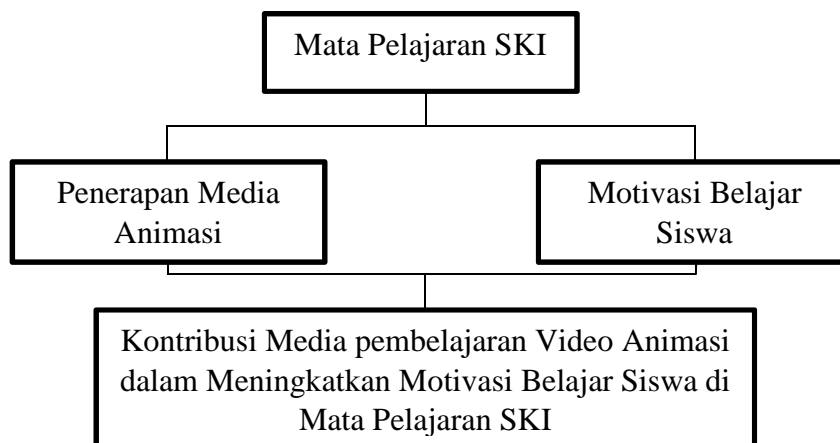 Mata Pelajaran SKI
Penerapan Media
Animasi
Motivasi Belajar
Siswa
Kontribusi Media pembelajaran Video Animasi
dalam Meningkatkan Motivasi Belajar Siswa di
Mata Pelajaran SKI